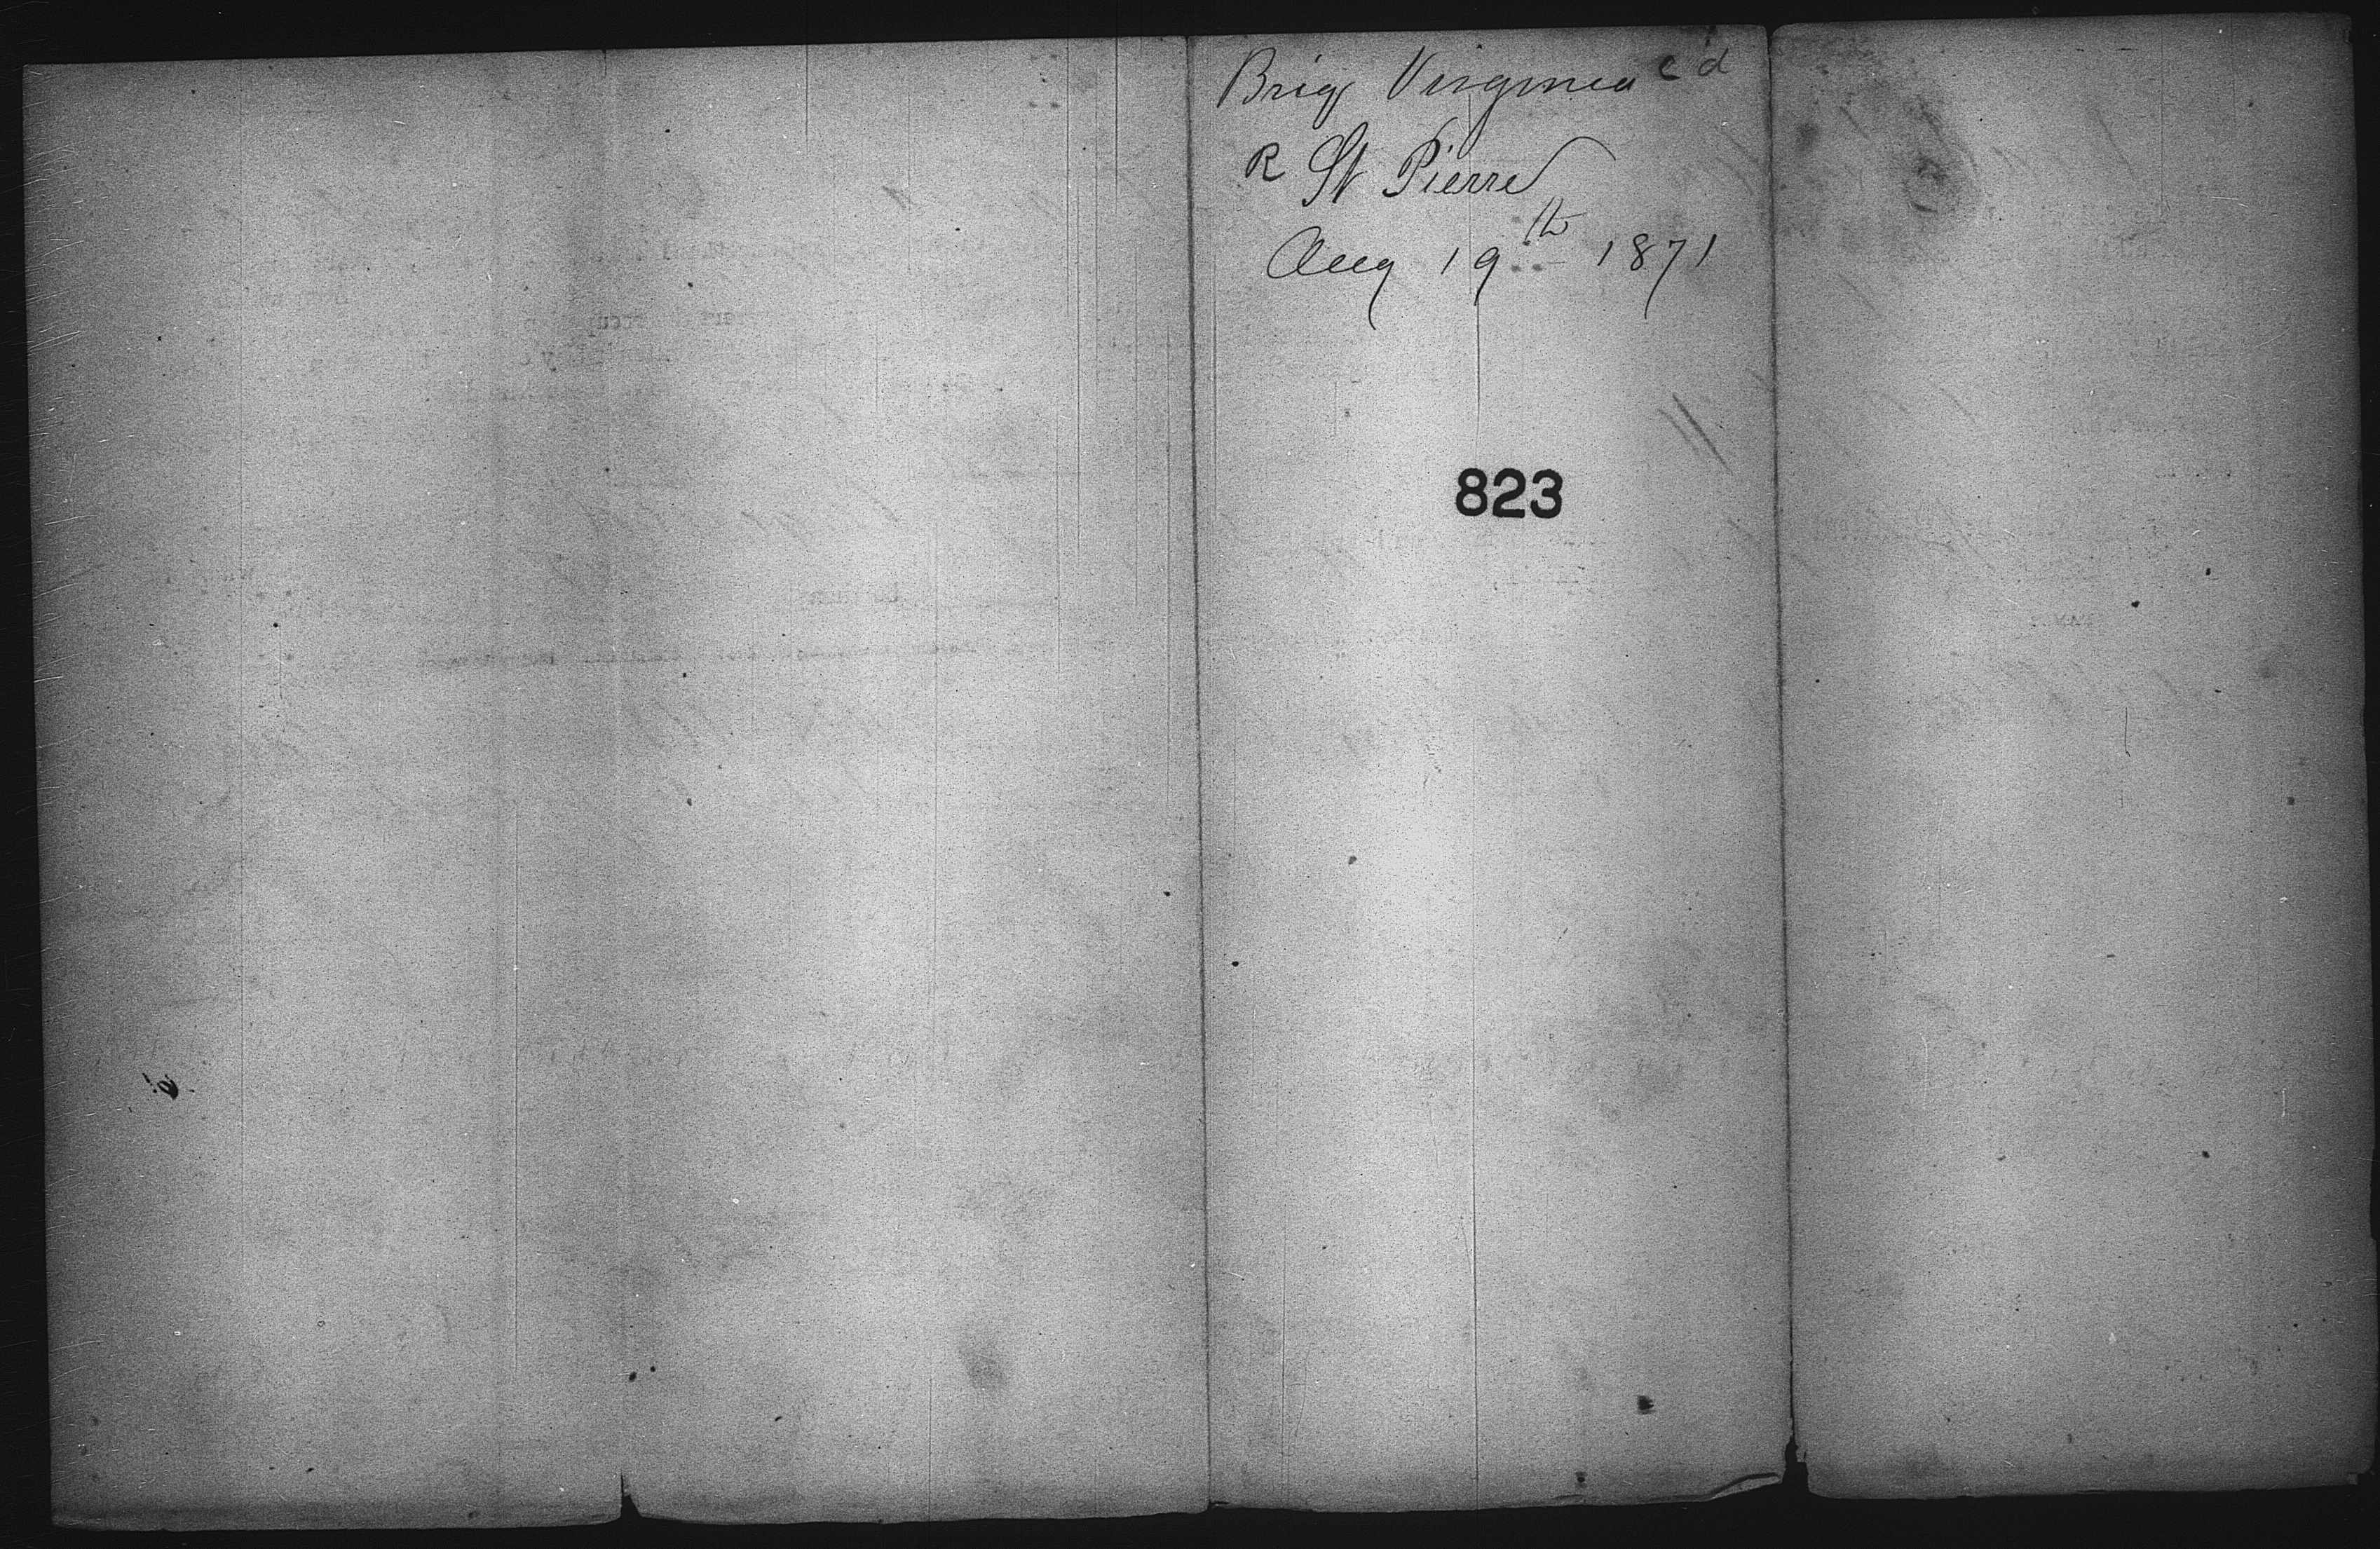 Brig Virginia c'd
R St Pierre
Aug 19th 1871
823